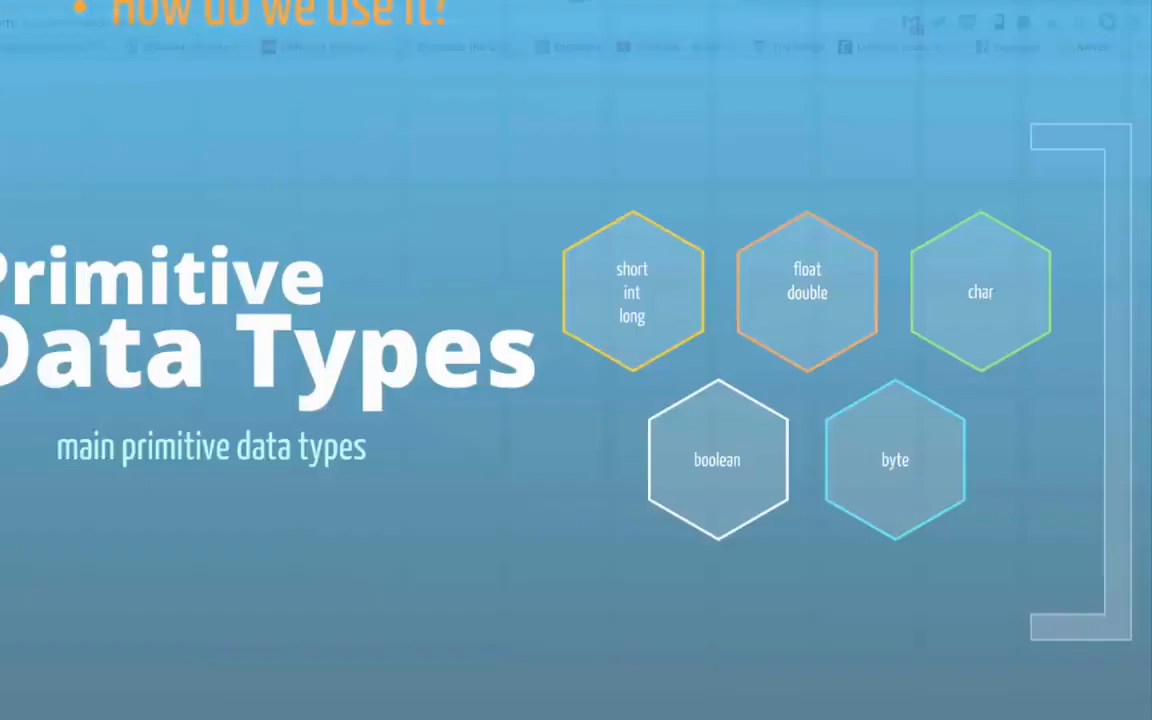 How do we use it?
Primitive
Data Types
main primitive data types
short
int
long
float
double
char
boolean
byte